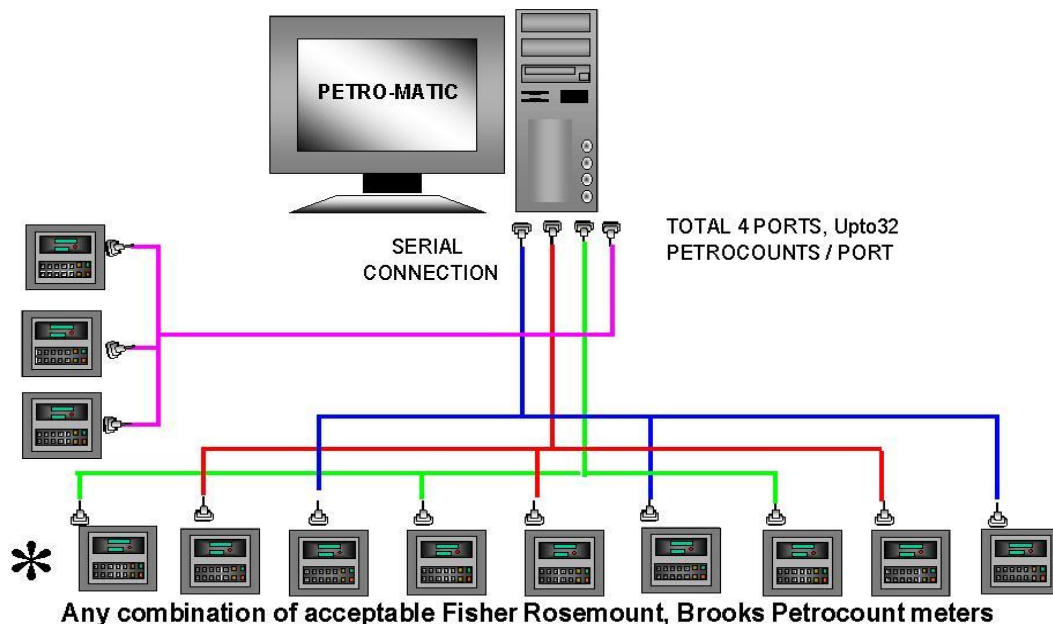 PETRO-MATIC
SERIAL
CONNECTION
TOTAL 4 PORTS, Upto32
PETROCOUNTS / PORT
*
Any combination of acceptable Fisher Rosemount, Brooks Petrocount meters